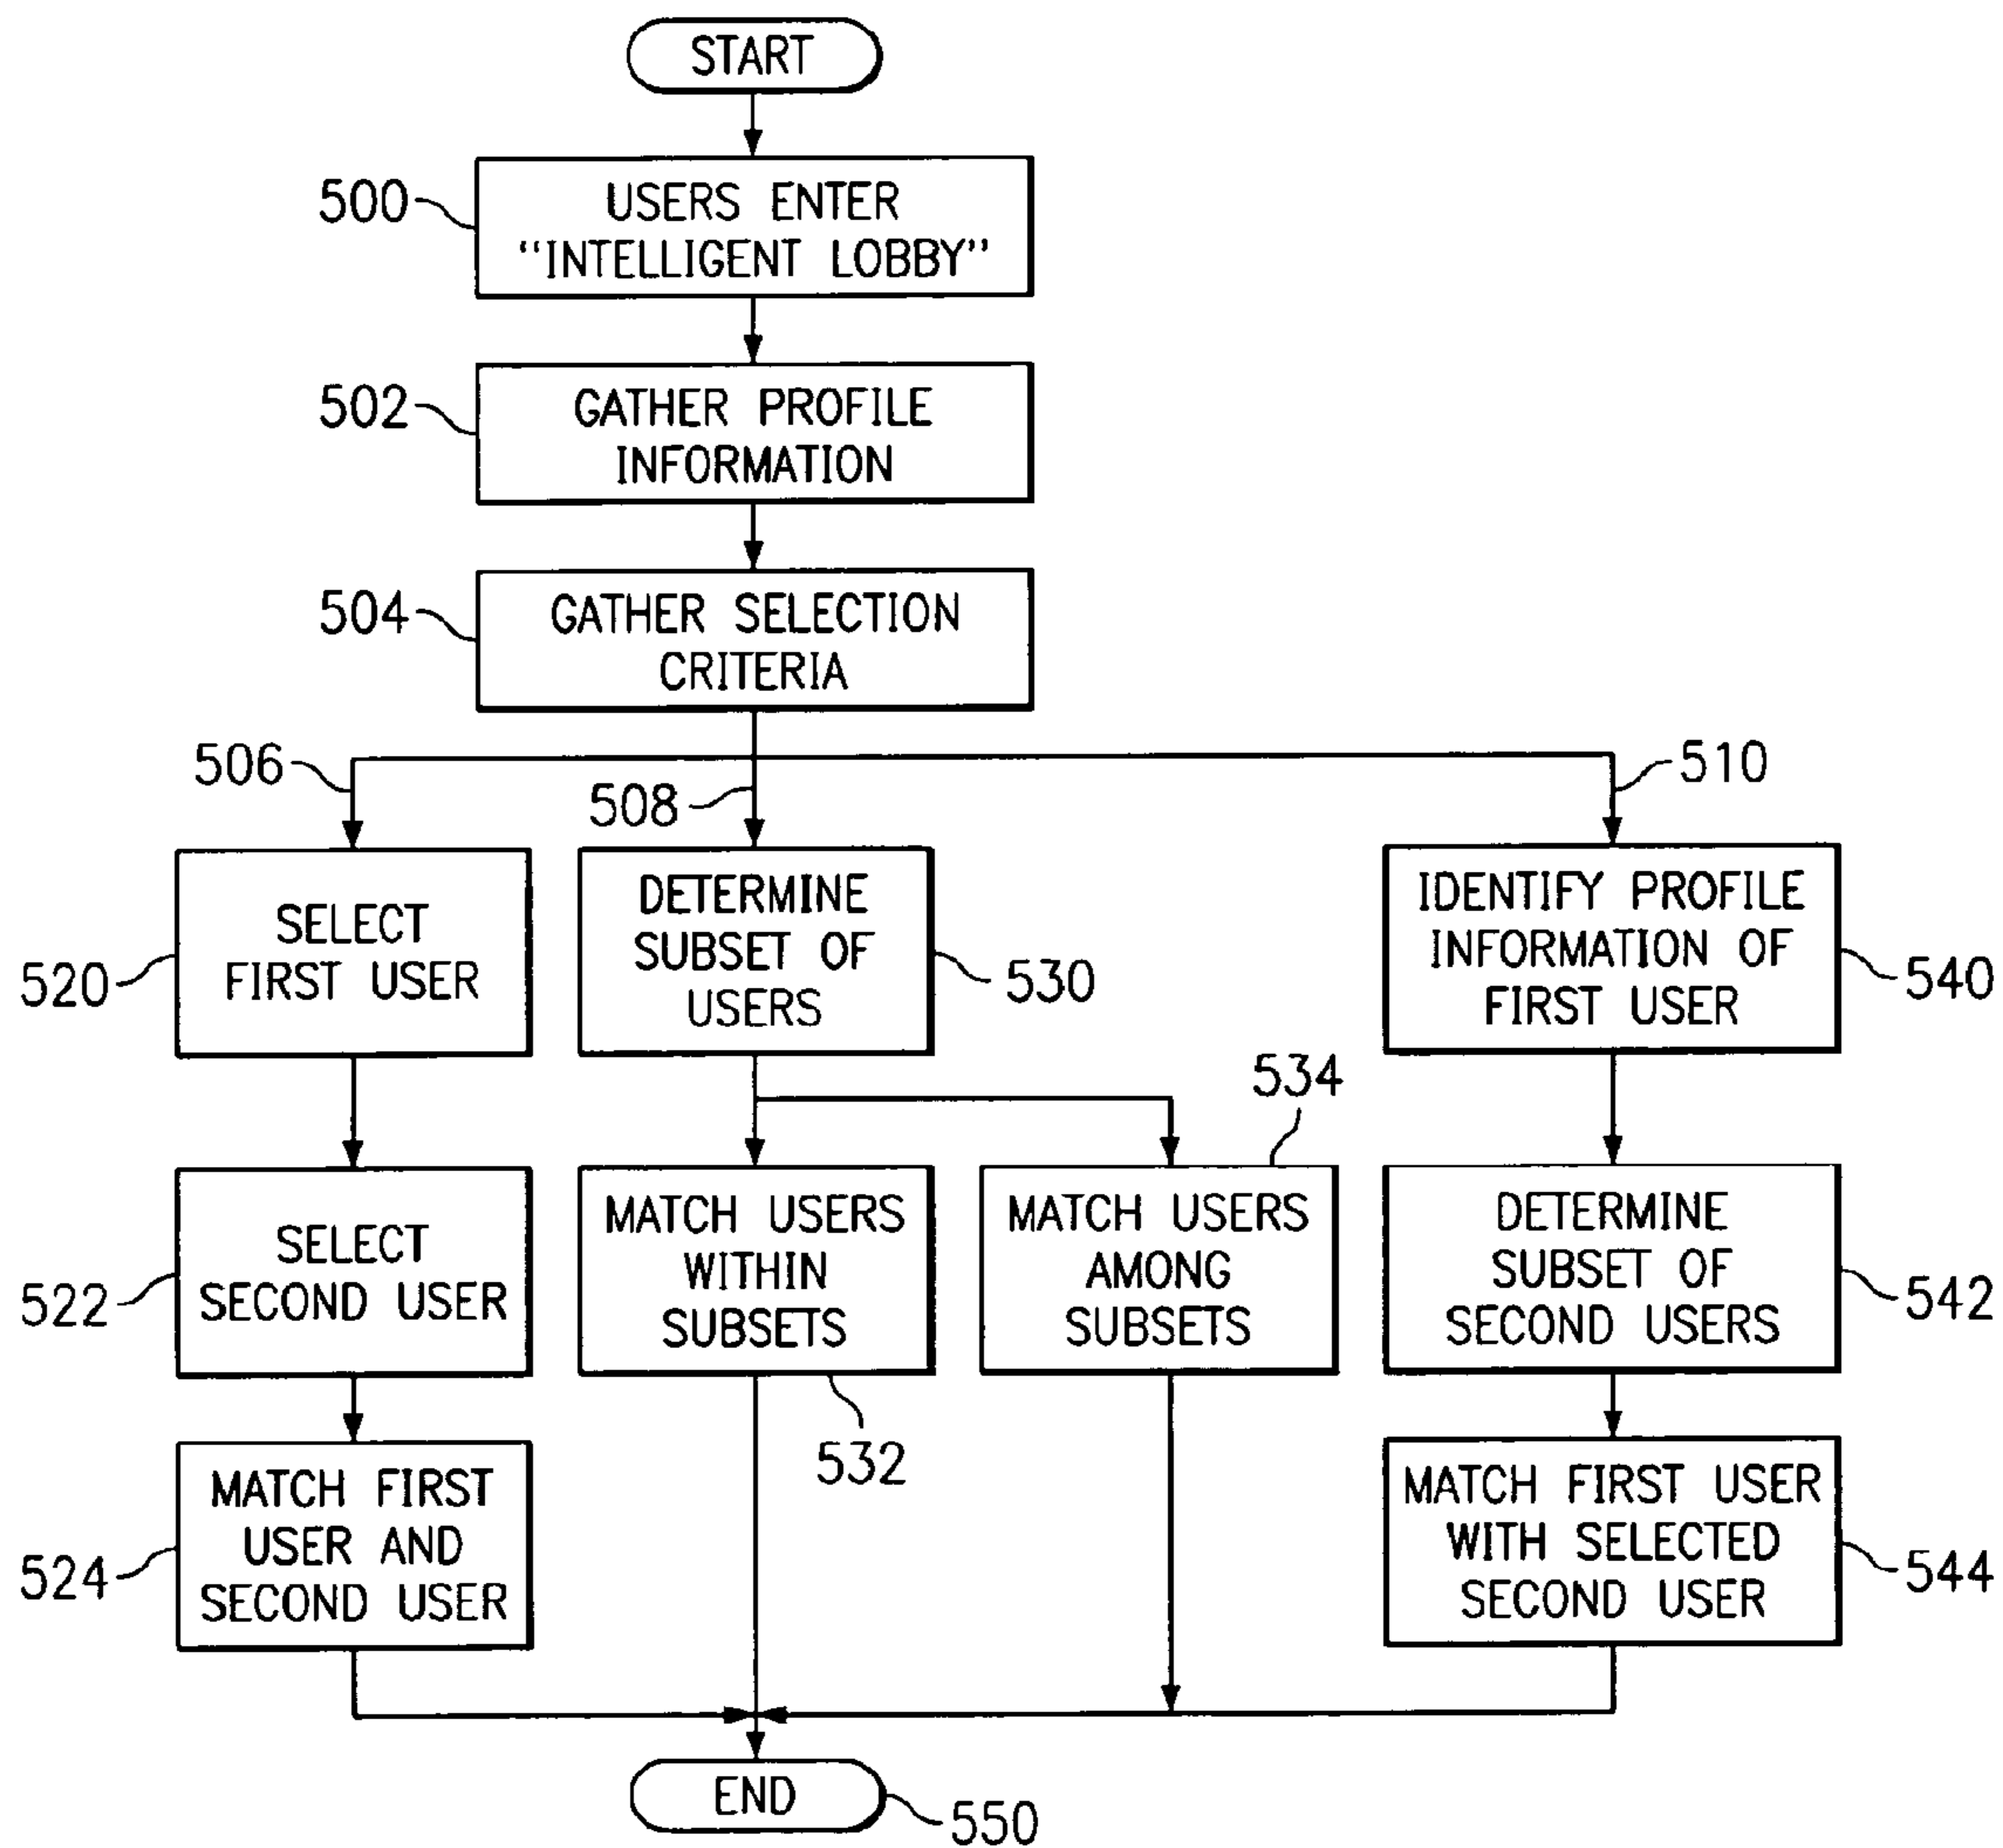 START
500
USERS ENTER
"INTELLIGENT LOBBY"
502
GATHER PROFILE
INFORMATION
504
GATHER SELECTION
CRITERIA
506
508
510
SELECT
FIRST USER
520
DETERMINE
SUBSET OF
USERS
530
IDENTIFY PROFILE
INFORMATION OF
FIRST USER
540
534
SELECT
SECOND USER
522
MATCH USERS
WITHIN
SUBSETS
532
MATCH USERS
AMONG
SUBSETS
DETERMINE
SUBSET OF
SECOND USERS
542
MATCH FIRST
USER AND
SECOND USER
524
MATCH FIRST USER
WITH SELECTED
SECOND USER
544
END
550